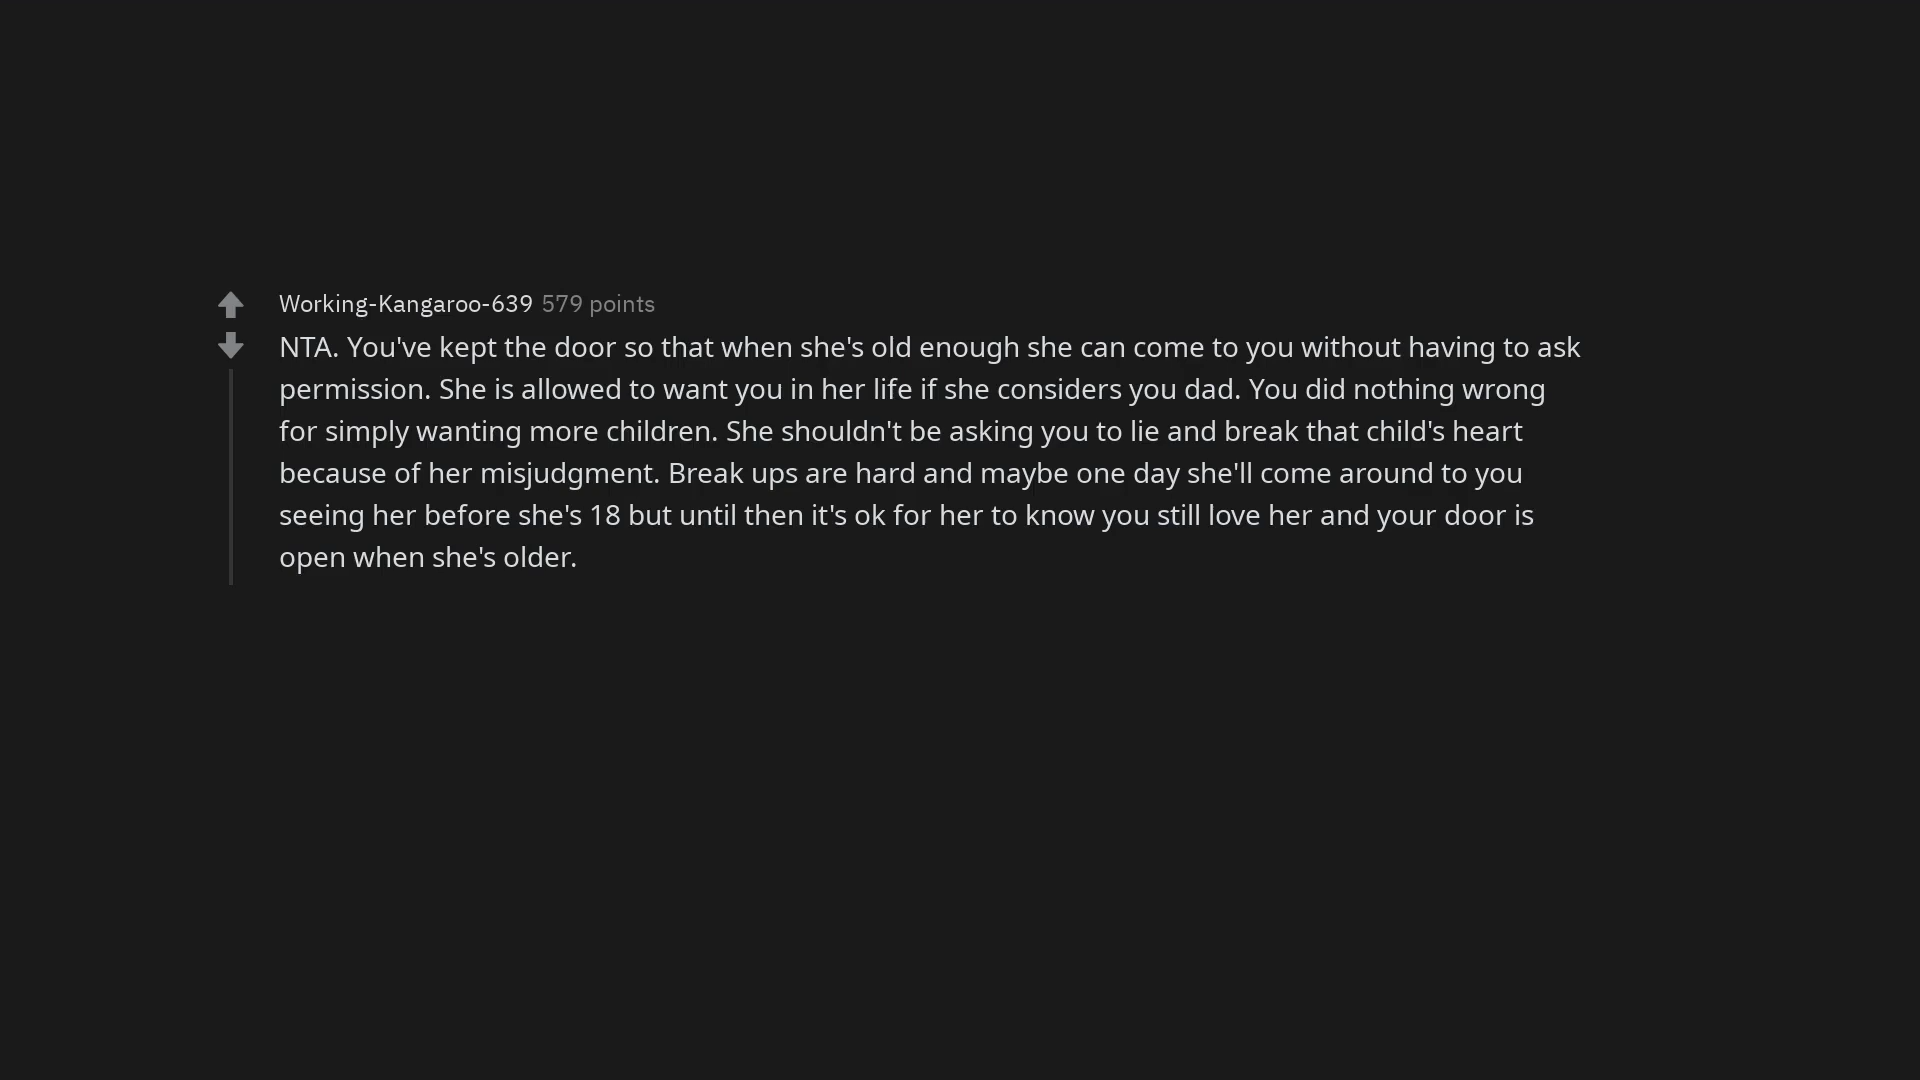 Working-Kangaroo-639 579 points
NTA. You've kept the door so that when she's old enough she can come to you without having to ask
permission. She is allowed to want you in her life if she considers you dad. You did nothing wrong
for simply wanting more children. She shouldn't be asking you to lie and break that child's heart
because of her misjudgment. Break ups are hard and maybe one day she'll come around to you
seeing her before she's 18 but until then it's ok for her to know you still love her and your door is
open when she's older.